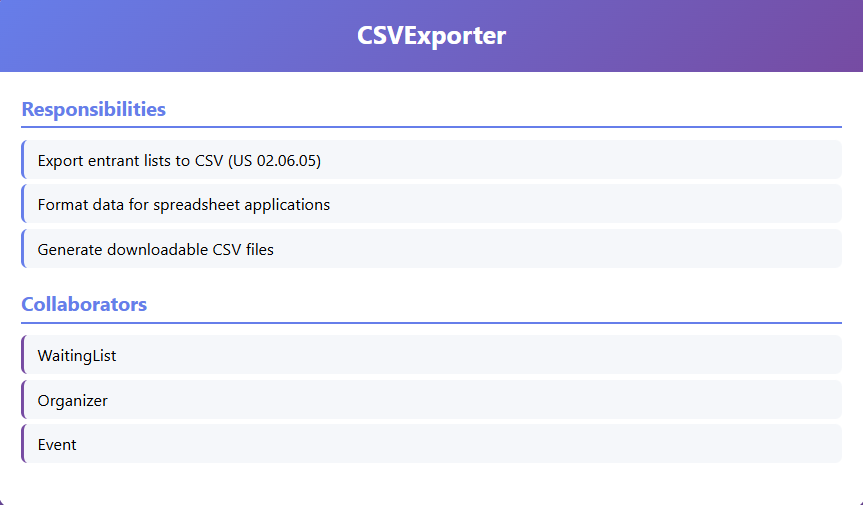 CSVExporter
Responsibilities
Export entrant lists to CSV (US 02.06.05)
Format data for spreadsheet applications
Generate downloadable CSV files
Collaborators
WaitingList
Organizer
Event